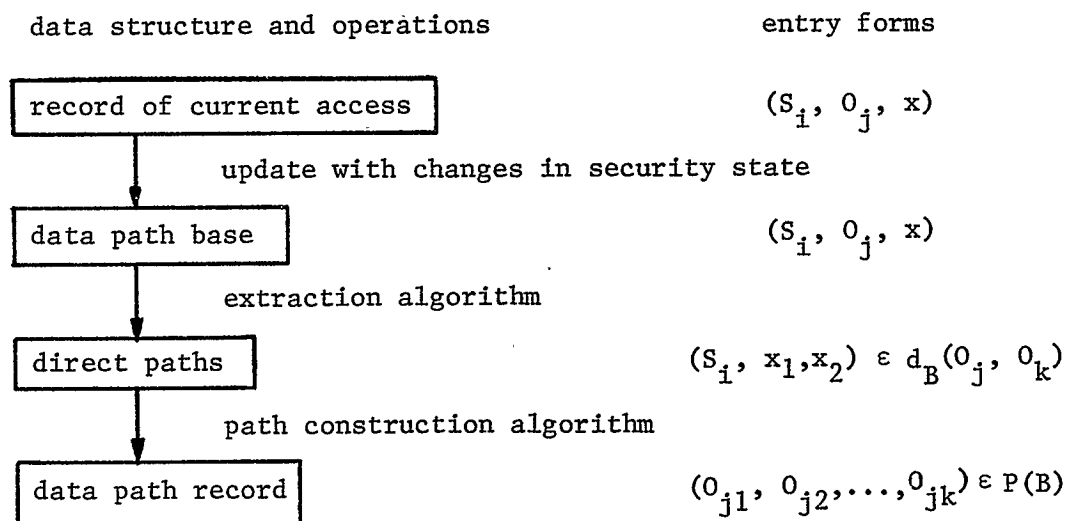 data structure and operations entry forms
record of current access (S_i, O_j, x)
update with changes in security state
data path base (S_i, O_j, x)
extraction algorithm
direct paths (S_i, x_1,x_2) ε d_B(O_j, O_k)
path construction algorithm
data path record (O_j1, O_j2,...,O_jk) ε P(B)